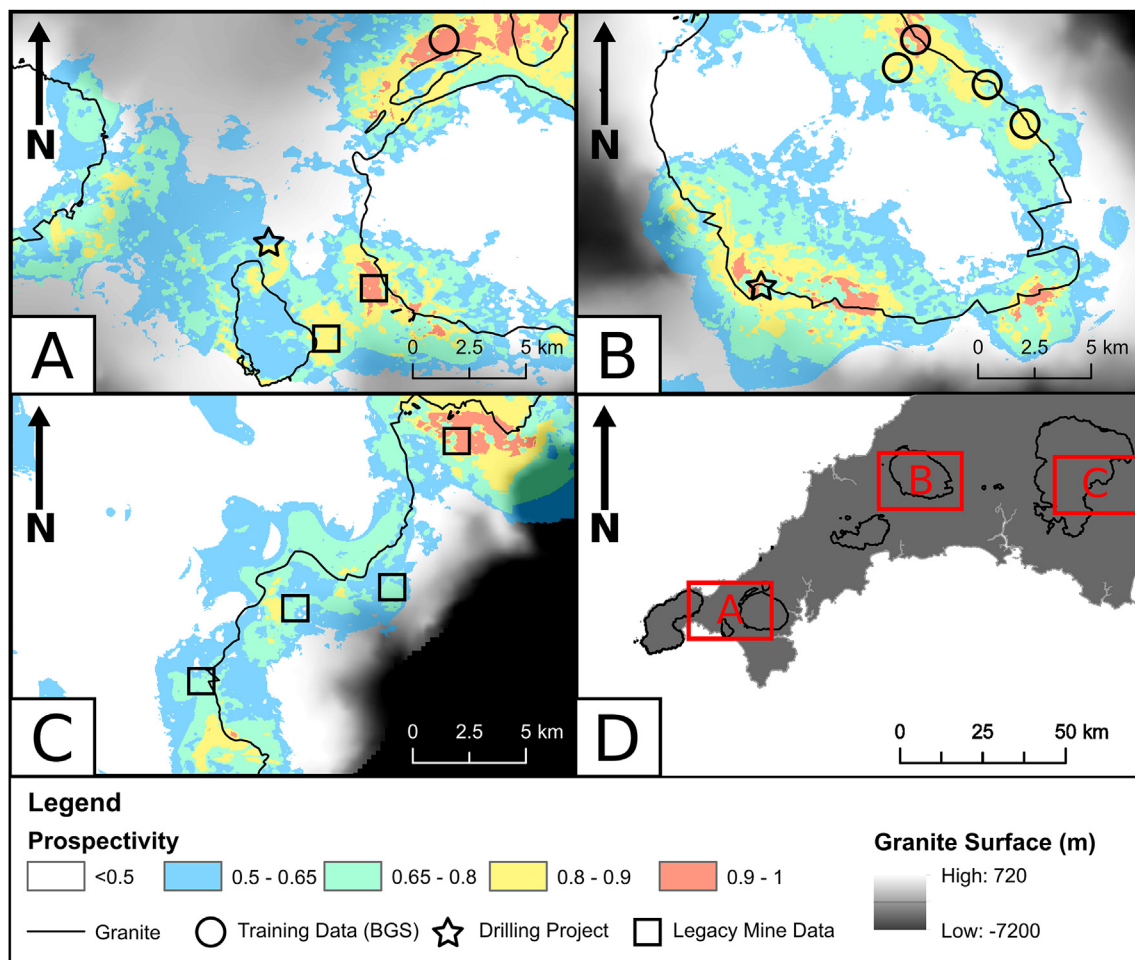 N
A
0 2.5 5 km
N
B
0 2.5 5 km
N
C
0 2.5 5 km
N
B
C
A
D
0 25 50 km
Legend
Prospectivity
<0.5 0.5 - 0.65 0.65 - 0.8 0.8 - 0.9 0.9 - 1
Granite Training Data (BGS) Drilling Project Legacy Mine Data
Granite Surface (m)
High: 720
Low: -7200